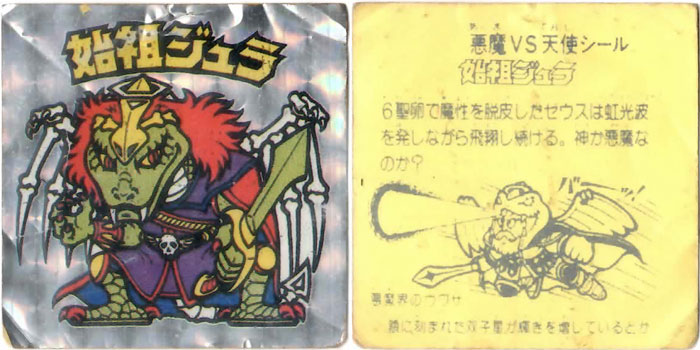 始祖ジュラ
悪魔VS天使シール
始祖ジュラ
6聖卵で魔性を脱皮したゼウスは虹光波
を発しながら飛翔し続ける。神か悪魔な
のか?
バーッ!
悪魔界のウワサ
鏡に刻まれた双子星が輝きを増しているとか